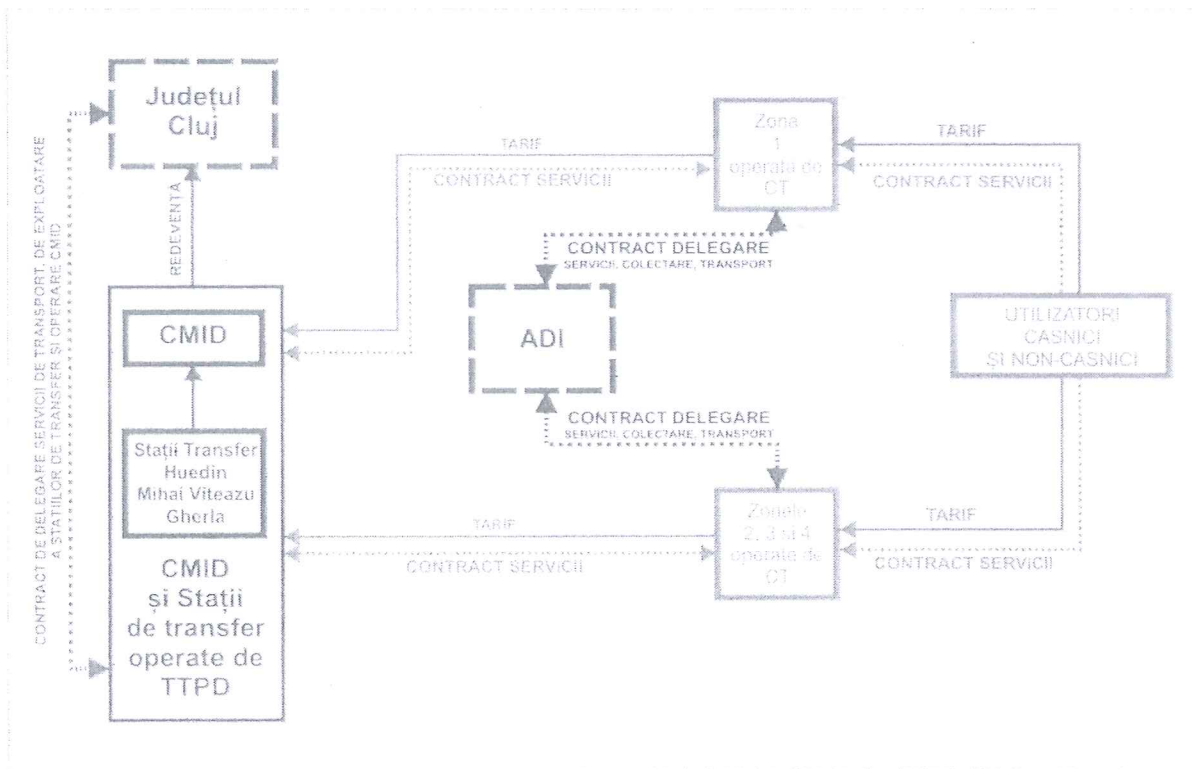 CONTRACT DE DELEGARE SERVICII DE TRANSPORT, DE EXPLOATARE
A STATIILOR DE TRANSFER SI OPERARE CMID
Județul
Cluj
REDEVENȚA
CMID
Stații Transfer
Huedin
Mihai Viteazu
Gherla
CMID
și Stații
de transfer
operate de
TTPD
TARIF
CONTRACT SERVICII
Zona
1
operată de
CT
TARIF
CONTRACT SERVICII
CONTRACT DELEGARE
SERVICII, COLECTARE, TRANSPORT
ADI
CONTRACT DELEGARE
SERVICII, COLECTARE, TRANSPORT
UTILIZATORI
CASNICI
ȘI NON-CASNICI
TARIF
CONTRACT SERVICII
Zonele
2, 3 si 4
operate de
CT
TARIF
CONTRACT SERVICII